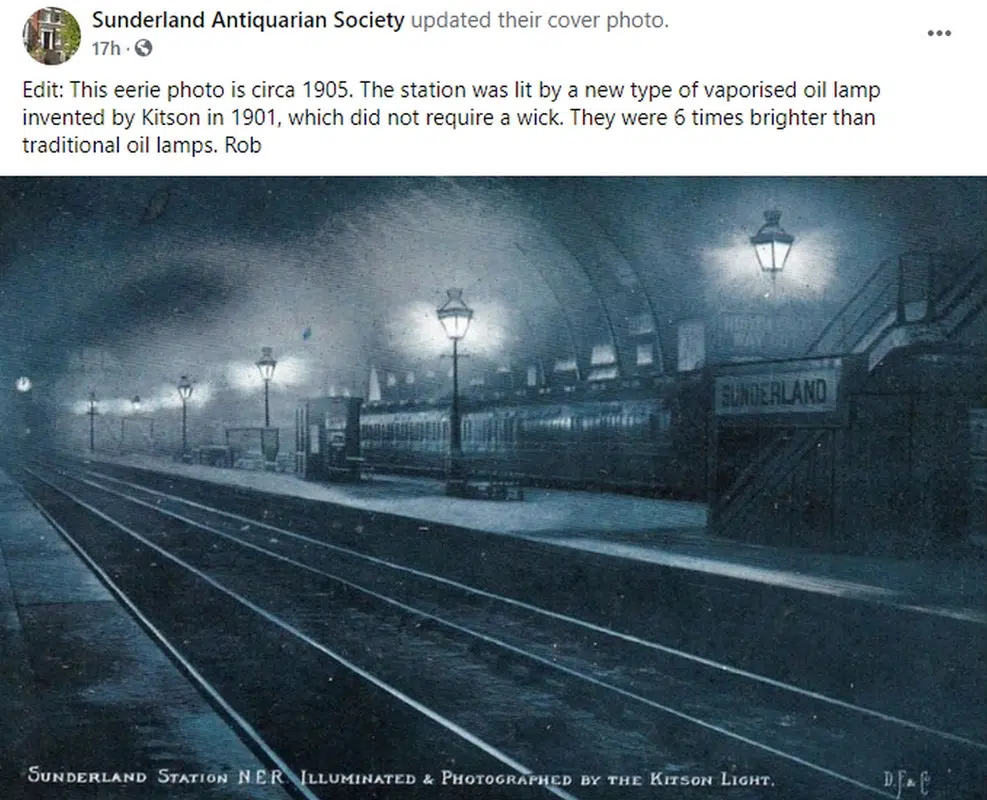 Sunderland Antiquarian Society updated their cover photo.
17h ·
Edit: This eerie photo is circa 1905. The station was lit by a new type of vaporised oil lamp
invented by Kitson in 1901, which did not require a wick. They were 6 times brighter than
traditional oil lamps. Rob
SUNDERLAND
SUNDERLAND STATION N.E.R. ILLUMINATED & PHOTOGRAPHED BY THE KITSON LIGHT.